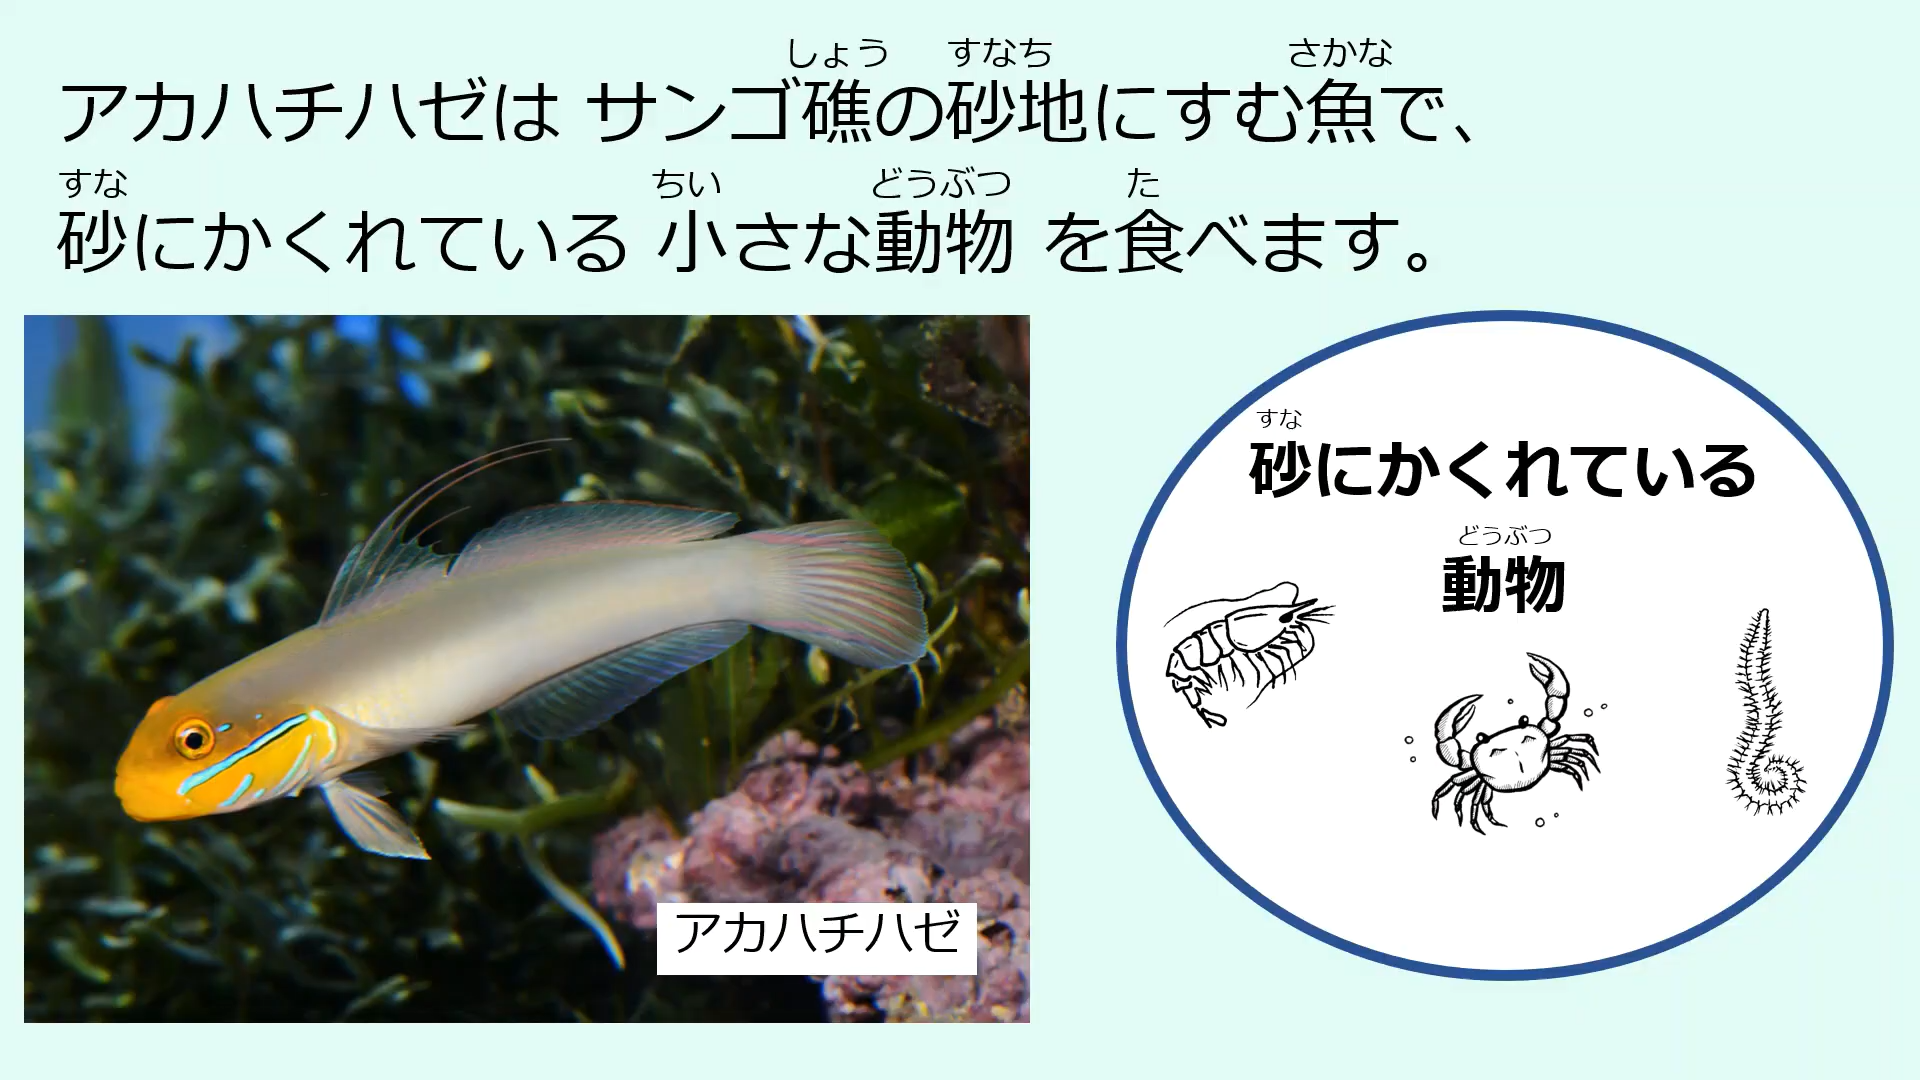 しょう すなち さかな
アカハチハゼは サンゴ礁の砂地にすむ魚で、
すな ちい どうぶつ た
砂にかくれている 小さな動物 を食べます。
すな
砂にかくれている
どうぶつ
動物
アカハチハゼ